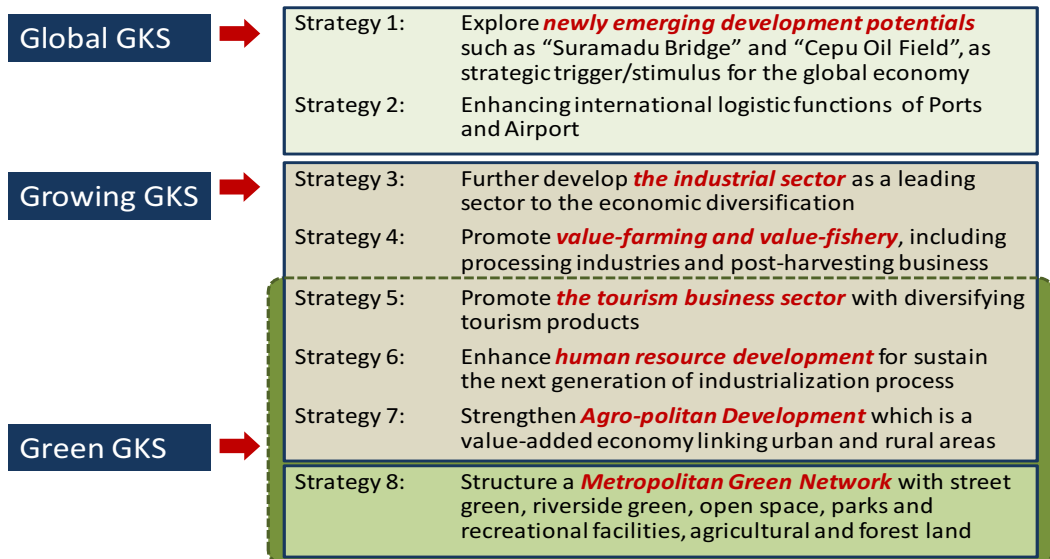 Global GKS
Strategy 1: Explore newly emerging development potentials
such as “Suramadu Bridge” and “Cepu Oil Field”, as
strategic trigger/stimulus for the global economy
Strategy 2: Enhancing international logistic functions of Ports
and Airport
Growing GKS
Strategy 3: Further develop the industrial sector as a leading
sector to the economic diversification
Strategy 4: Promote value-farming and value-fishery, including
processing industries and post-harvesting business
Strategy 5: Promote the tourism business sector with diversifying
tourism products
Strategy 6: Enhance human resource development for sustain
the next generation of industrialization process
Green GKS
Strategy 7: Strengthen Agro-politan Development which is a
value-added economy linking urban and rural areas
Strategy 8: Structure a Metropolitan Green Network with street
green, riverside green, open space, parks and
recreational facilities, agricultural and forest land